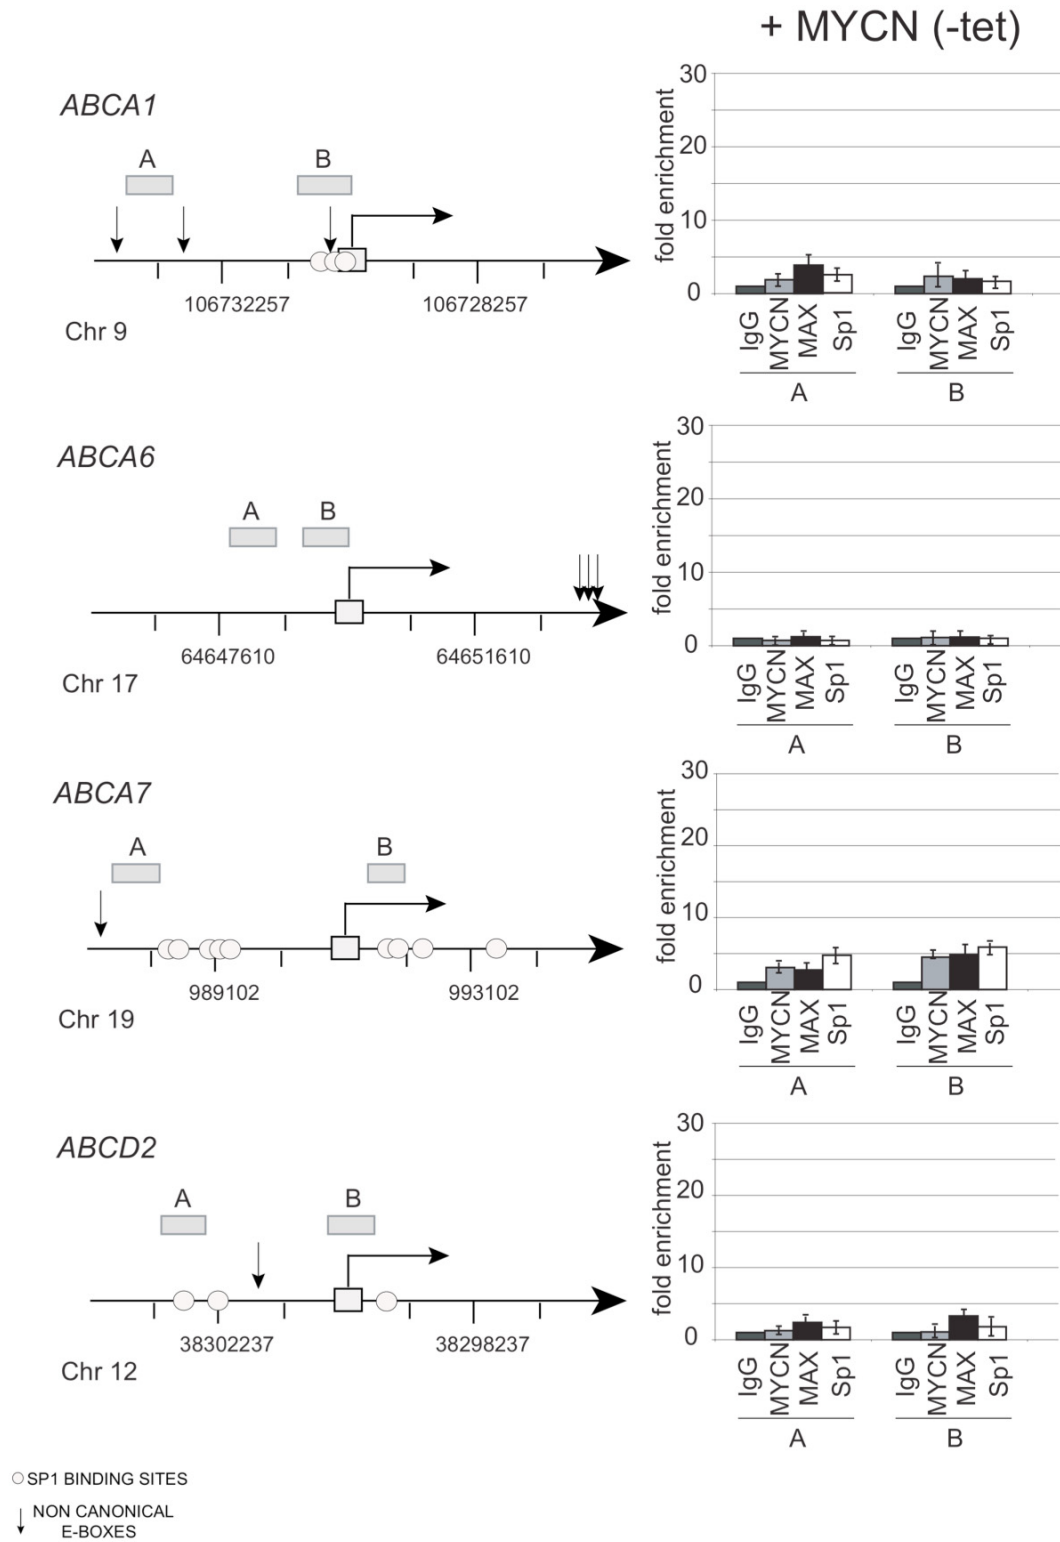 + MYCN (-tet)
ABCA1
A
B
106732257
106728257
Chr 9
fold enrichment
30
20
10
0
IgG
MYCN
MAX
Sp1
IgG
MYCN
MAX
Sp1
A
B
ABCA6
A
B
64647610
64651610
Chr 17
fold enrichment
30
20
10
0
IgG
MYCN
MAX
Sp1
IgG
MYCN
MAX
Sp1
A
B
ABCA7
A
B
989102
993102
Chr 19
fold enrichment
30
20
10
0
IgG
MYCN
MAX
Sp1
IgG
MYCN
MAX
Sp1
A
B
ABCD2
A
B
38302237
38298237
Chr 12
fold enrichment
30
20
10
0
IgG
MYCN
MAX
Sp1
IgG
MYCN
MAX
Sp1
A
B
SP1 BINDING SITES
NON CANONICAL
E-BOXES